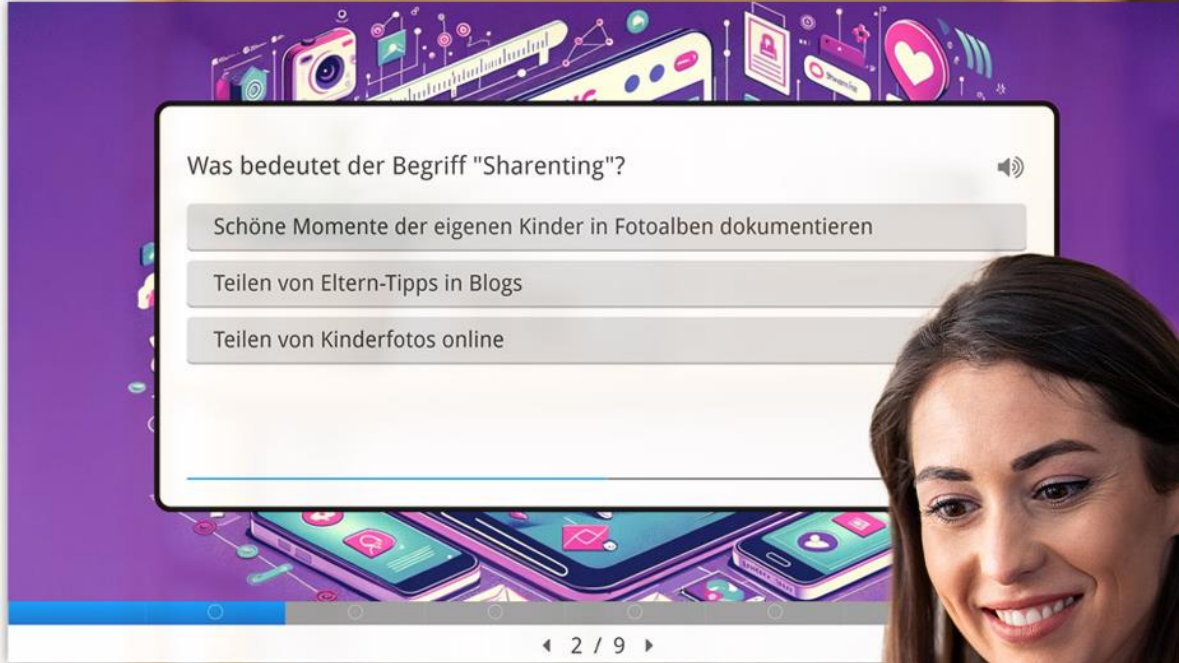 Was bedeutet der Begriff "Sharenting"?
Schöne Momente der eigenen Kinder in Fotoalben dokumentieren
Teilen von Eltern-Tipps in Blogs
Teilen von Kinderfotos online
2 / 9